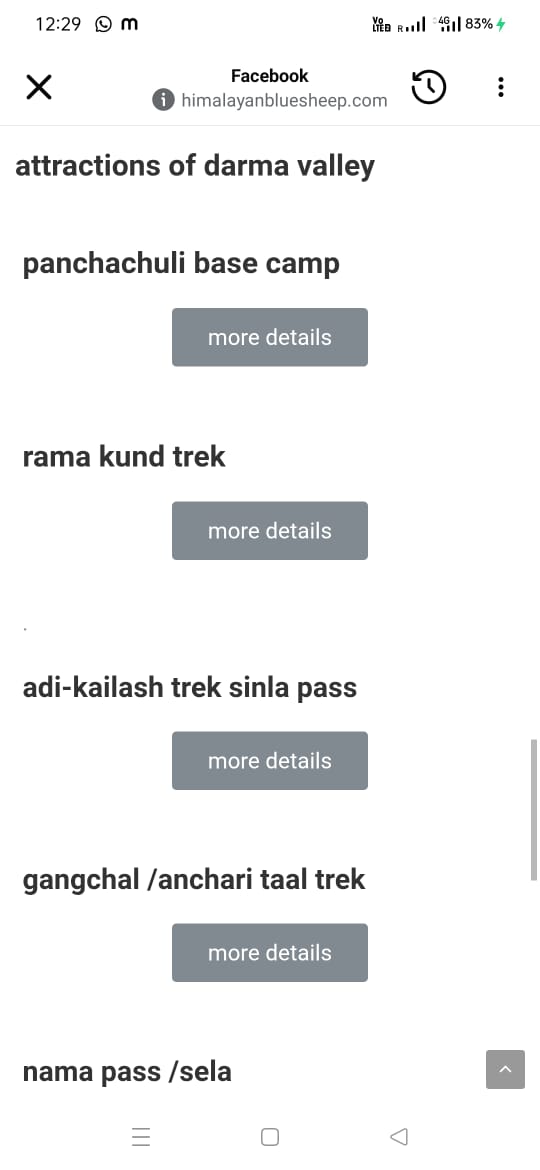 12:29 m Vo LTED R 4G 83%
Facebook
himalayanbluesheep.com
attractions of darma valley
panchachuli base camp
more details
rama kund trek
more details
.
adi-kailash trek sinla pass
more details
gangchal /anchari taal trek
more details
nama pass /sela